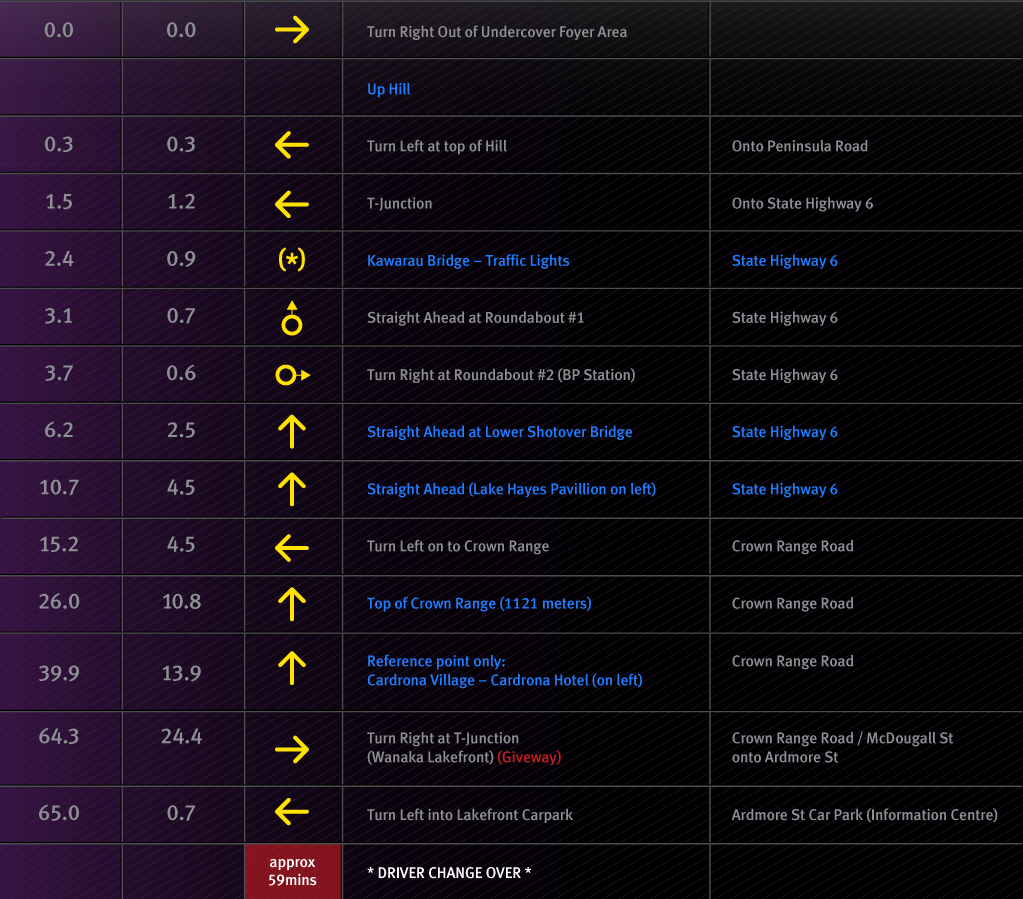 0.0 0.0 Turn Right Out of Undercover Foyer Area
Up Hill
0.3 0.3 Turn Left at top of Hill Onto Peninsula Road
1.5 1.2 T-Junction Onto State Highway 6
2.4 0.9 (*) Kawarau Bridge – Traffic Lights State Highway 6
3.1 0.7 Straight Ahead at Roundabout #1 State Highway 6
3.7 0.6 Turn Right at Roundabout #2 (BP Station) State Highway 6
6.2 2.5 Straight Ahead at Lower Shotover Bridge State Highway 6
10.7 4.5 Straight Ahead (Lake Hayes Pavillion on left) State Highway 6
15.2 4.5 Turn Left on to Crown Range Crown Range Road
26.0 10.8 Top of Crown Range (1121 meters) Crown Range Road
39.9 13.9 Reference point only: Crown Range Road
Cardrona Village – Cardrona Hotel (on left)
64.3 24.4 Turn Right at T-Junction Crown Range Road / McDougall St
(Wanaka Lakefront) (Giveway) onto Ardmore St
65.0 0.7 Turn Left into Lakefront Carpark Ardmore St Car Park (Information Centre)
approx
59mins * DRIVER CHANGE OVER *